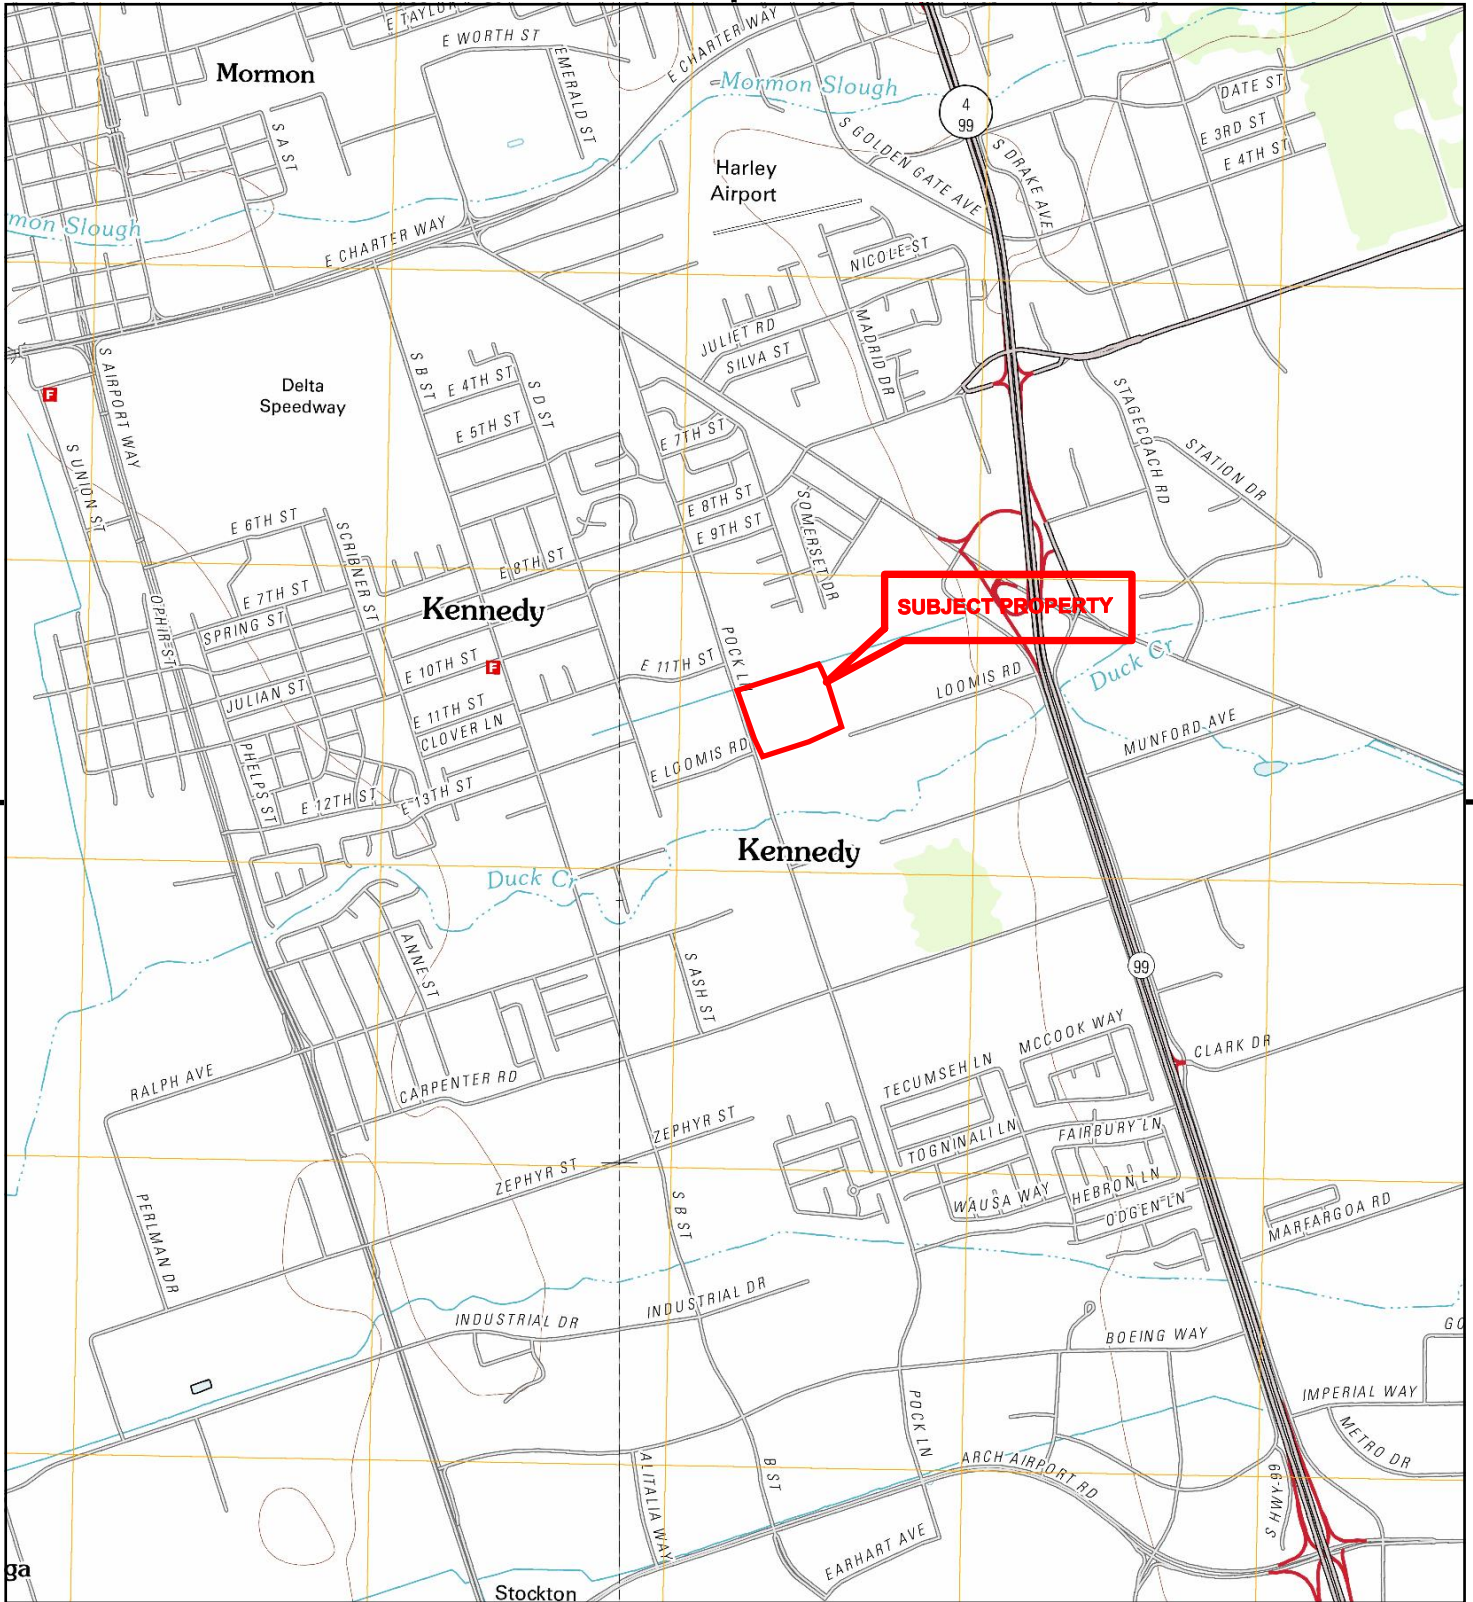 E TAYLOR
E WORTH ST
E CHARTER WAY
Mormon
EMERALD ST
Mormon Slough
4
99
DATE ST
E 3RD ST
E 4TH ST
S A ST
S GOLDEN GATE AVE
S DRAKE AVE
Harley
Airport
mon Slough
E CHARTER WAY
NICOLE ST
JULIET RD
SILVA ST
MADRID DR
S AIRPORT WAY
S B ST
E 4TH ST
S D ST
E 5TH ST
Delta
Speedway
F
STAGECOACH RD
STATION DR
E 7TH ST
S UNION ST
E 6TH ST
SCRIBNER ST
E 8TH ST
E 9TH ST
SOMERSET DR
E 8TH ST
E 7TH ST
SPRING ST
OPHIR ST
Kennedy
SUBJECT PROPERTY
POCK LN
E 10TH ST
F
E 11TH ST
LOOMIS RD
Duck Cr
JULIAN ST
E 11TH ST
CLOVER LN
MUNFORD AVE
PHELPS ST
E LOOMIS RD
E 12TH ST
E 13TH ST
Kennedy
Duck Cr
ANNE ST
S ASH ST
99
MCCOOK WAY
CLARK DR
TECUMSEH LN
RALPH AVE
CARPENTER RD
ZEPHYR ST
TOGNINALI LN
FAIRBURY LN
ZEPHYR ST
WAUSA WAY
HEBRON LN
ODGEN LN
PERLMAN DR
S B ST
MARFARGOA RD
INDUSTRIAL DR
INDUSTRIAL DR
BOEING WAY
GO
IMPERIAL WAY
POCK LN
METRO DR
ALITALIA WAY
B ST
ARCH AIRPORT RD
S HWY-99
EARHART AVE
ga
Stockton